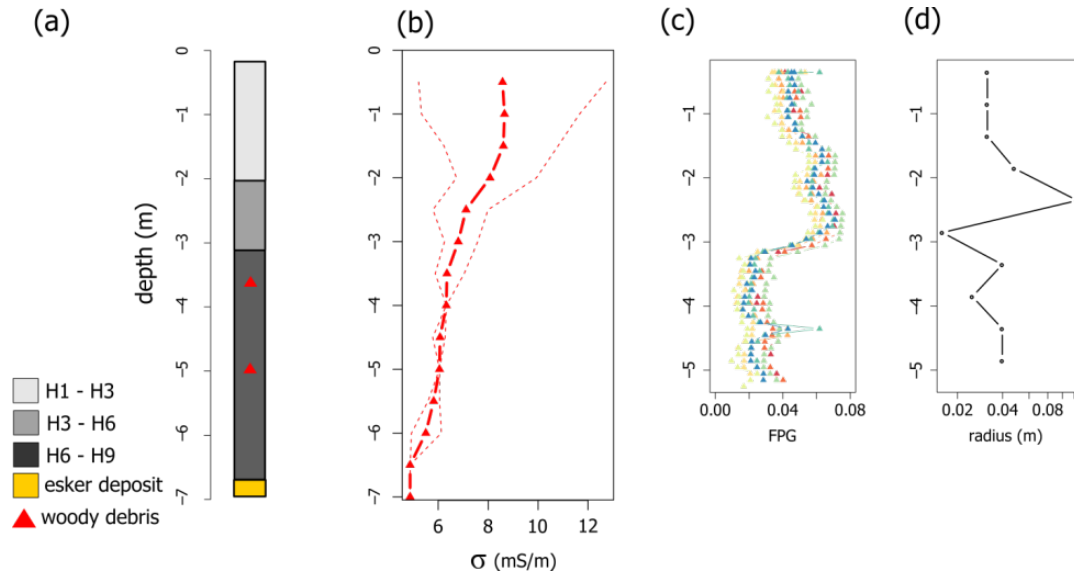 (a)
(b)
(c)
(d)
depth (m)
0
-1
-2
-3
-4
-5
-6
-7
H1 - H3
H3 - H6
H6 - H9
esker deposit
woody debris
0
-1
-2
-3
-4
-5
-6
-7
6 8 10 12
σ (mS/m)
-1
-2
-3
-4
-5
0.00 0.04 0.08
FPG
-1
-2
-3
-4
-5
0.02 0.04 0.08
radius (m)